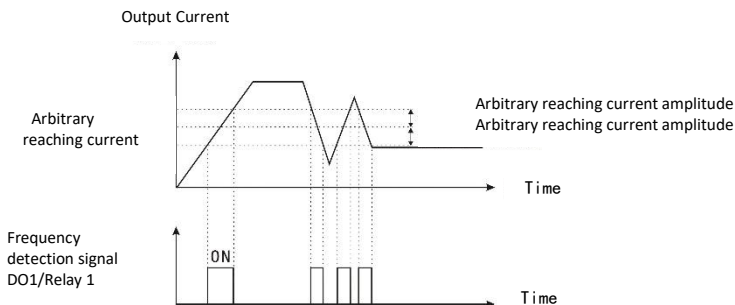 Output Current
Arbitrary
reaching current
Arbitrary reaching current amplitude
Arbitrary reaching current amplitude
Time
Frequency
detection signal
DO1/Relay 1
ON
Time